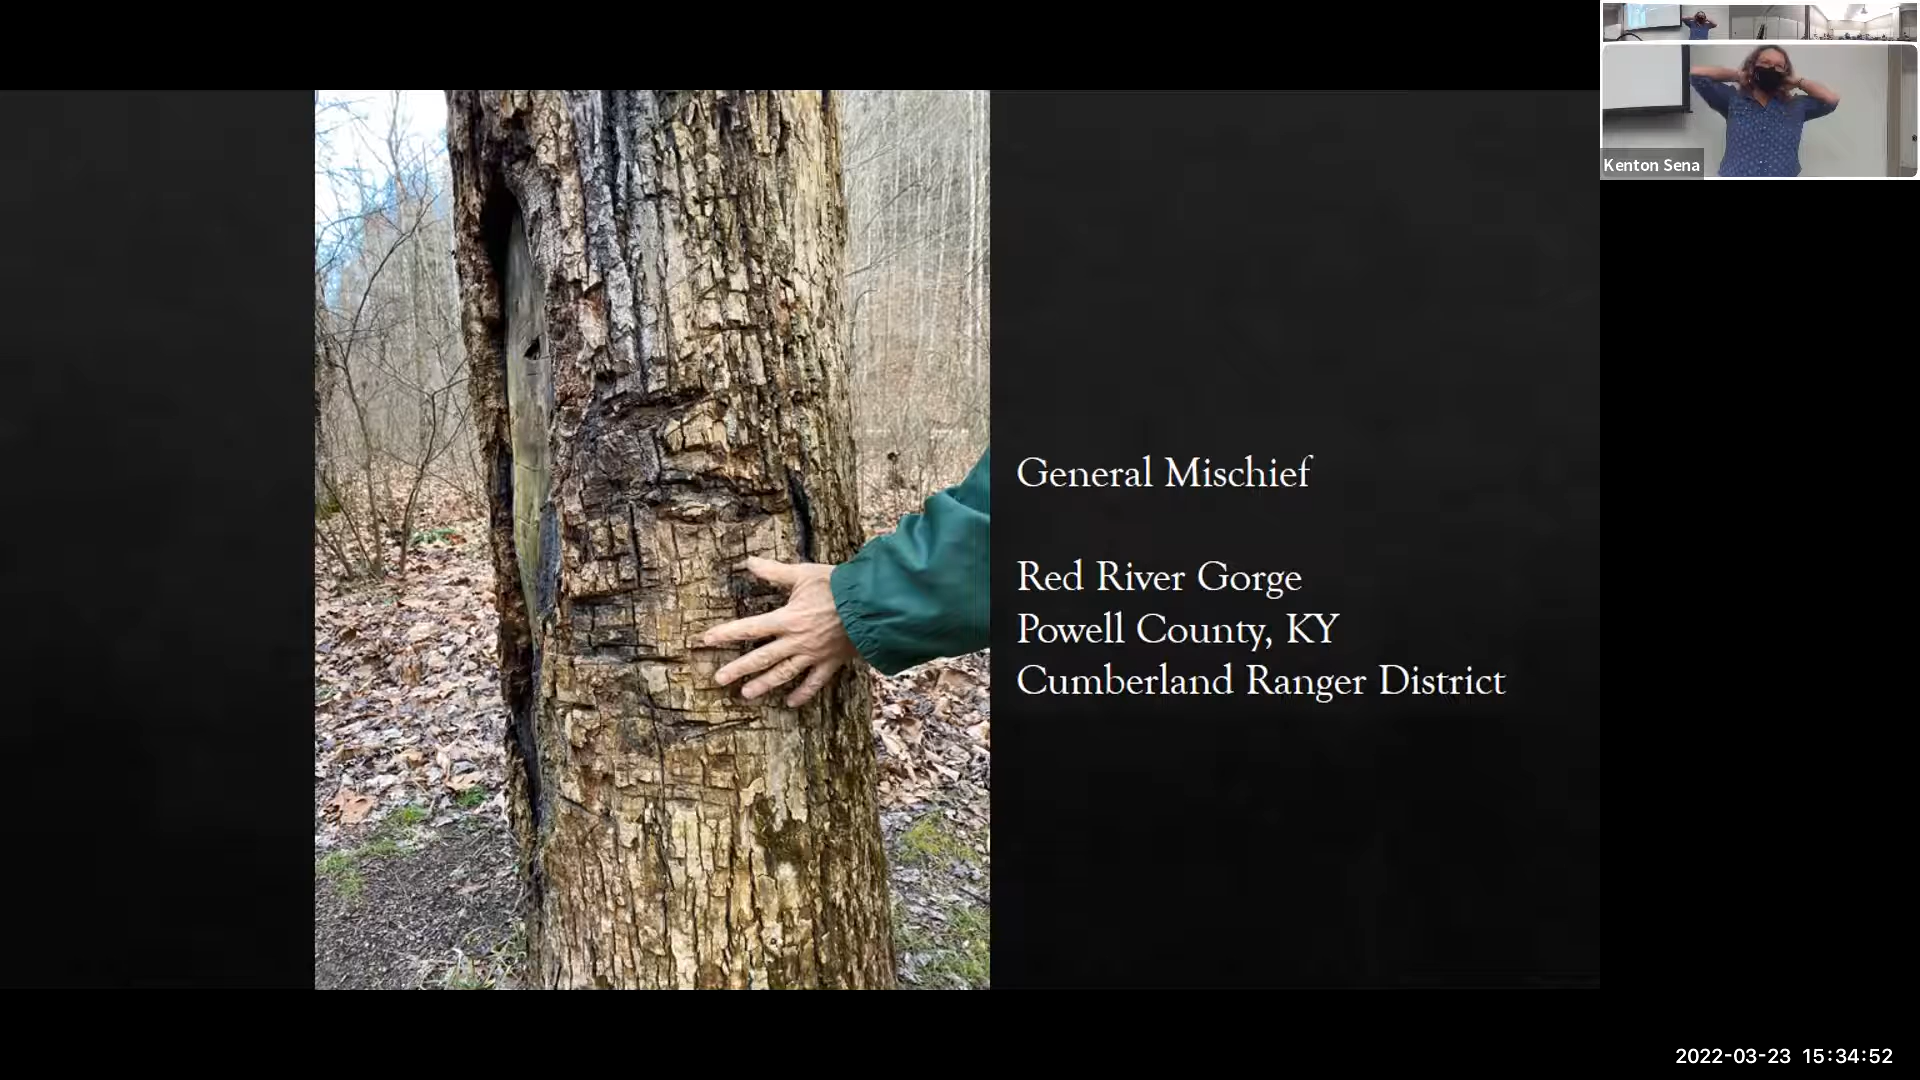 General Mischief
Red River Gorge
Powell County, KY
Cumberland Ranger District
Kenton Sena
2022-03-23 15:34:52